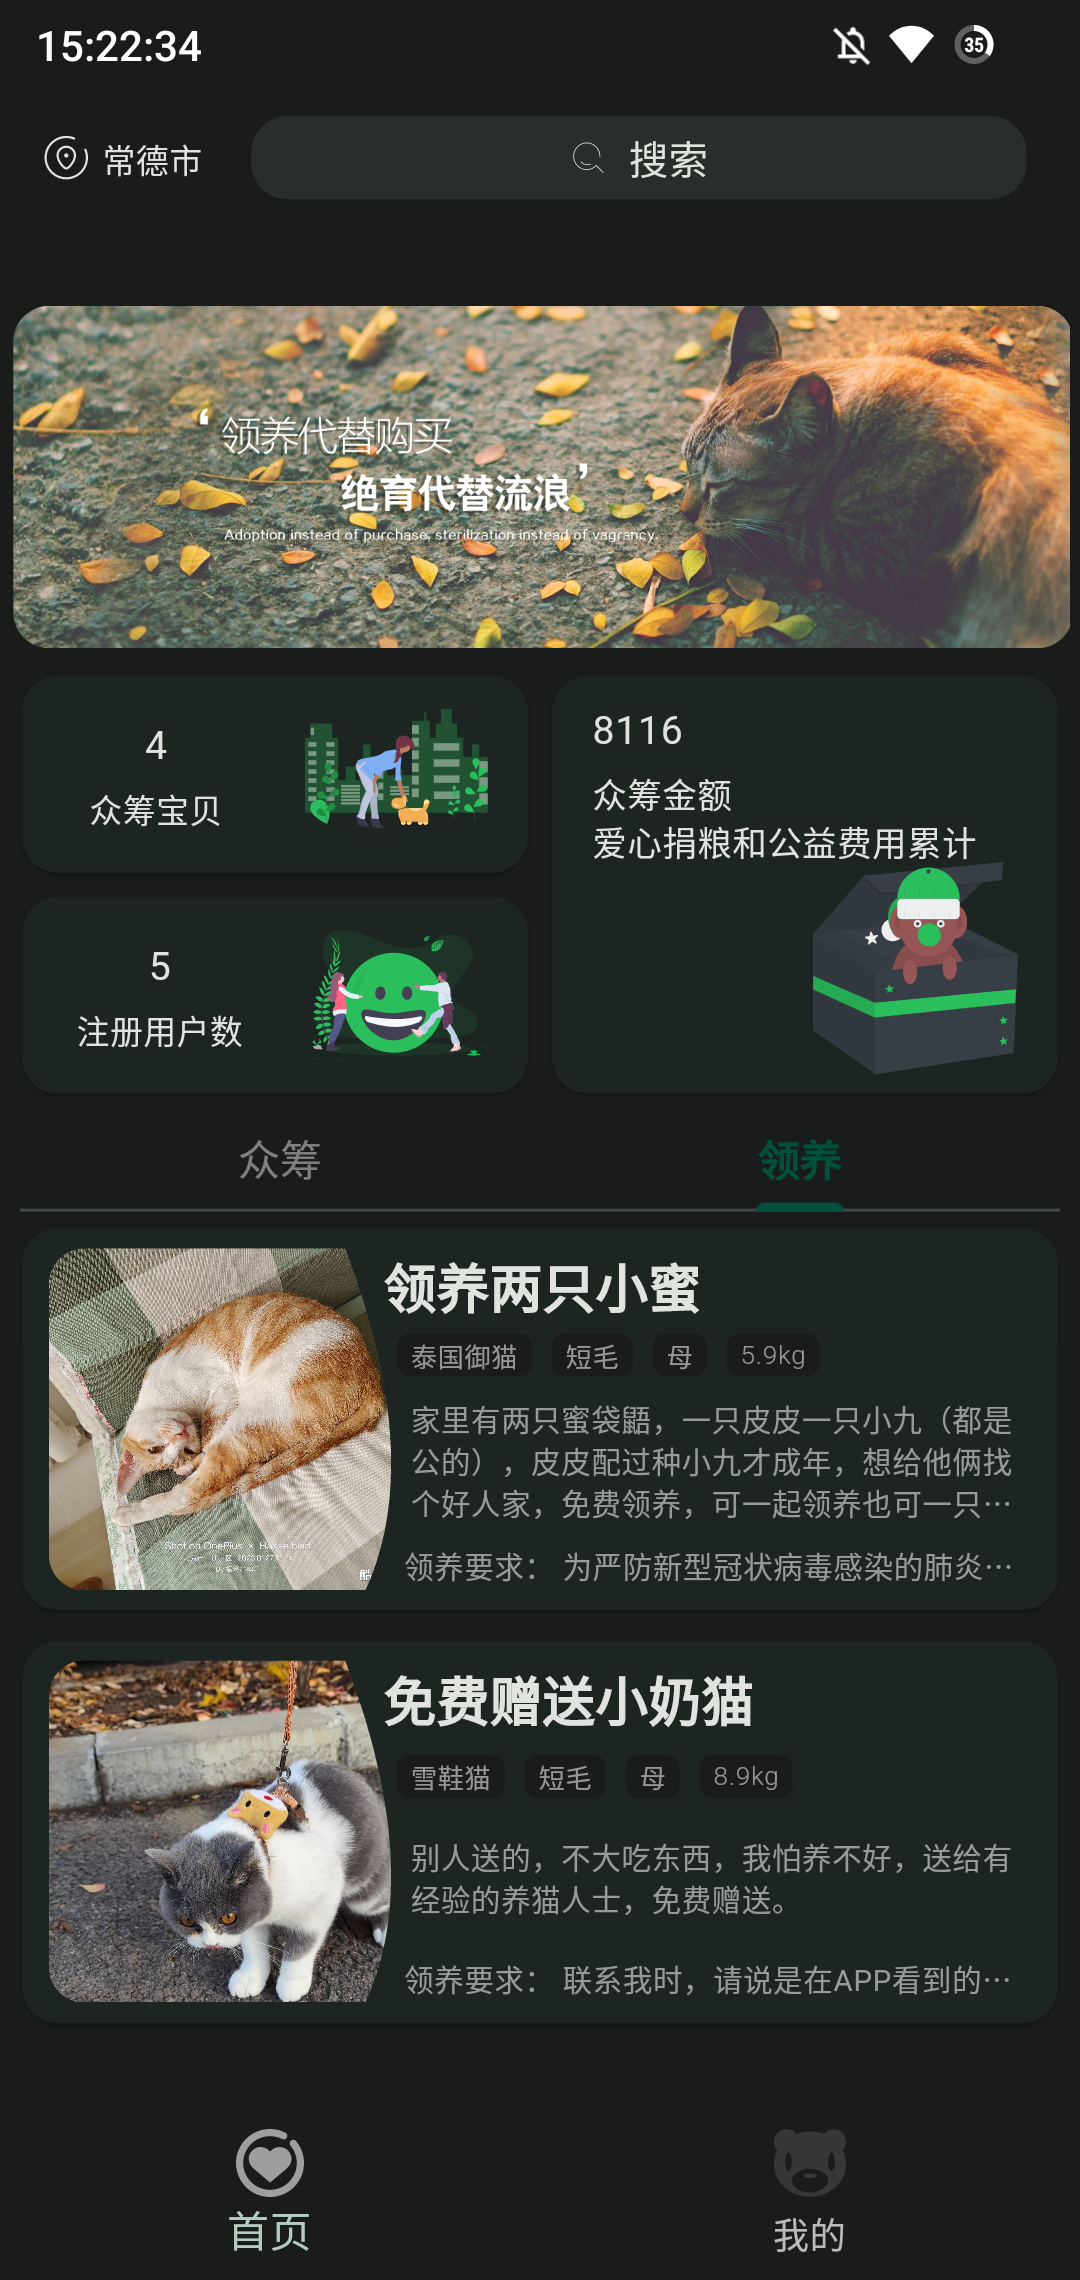 15:22:34
35
常德市
搜索
‘领养代替购买
绝育代替流浪’
Adoption instead of purchase, sterilization instead of vagrancy.
4
众筹宝贝
8116
众筹金额
爱心捐粮和公益费用累计
5
注册用户数
众筹
领养
领养两只小蜜
泰国御猫 短毛 母 5.9kg
家里有两只蜜袋鼯，一只皮皮一只小九（都是
公的），皮皮配过种小九才成年，想给他俩找
个好人家，免费领养，可一起领养也可一只…
领养要求： 为严防新型冠状病毒感染的肺炎…
Shot on OnePlus × Hasselblad
酷
免费赠送小奶猫
雪鞋猫 短毛 母 8.9kg
别人送的，不大吃东西，我怕养不好，送给有
经验的养猫人士，免费赠送。
领养要求： 联系我时，请说是在APP看到的…
首页
我的